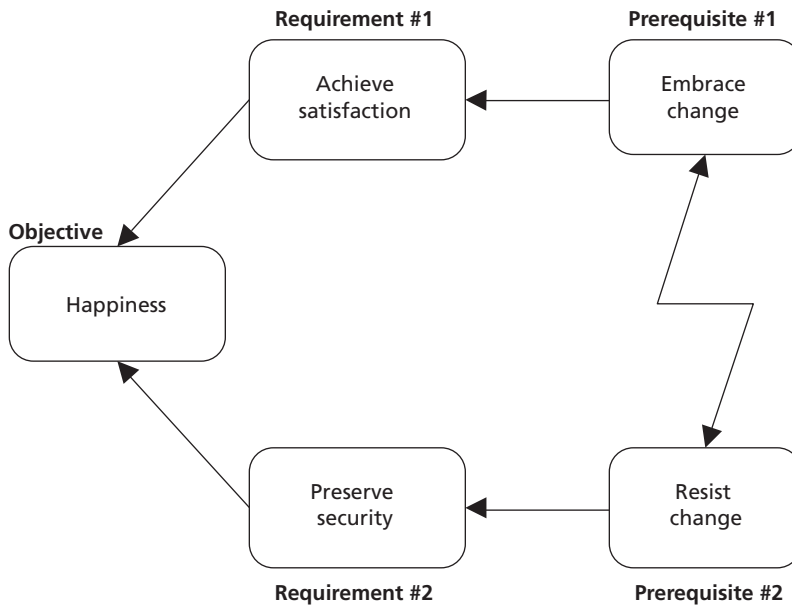 Requirement #1
Prerequisite #1
Achieve
satisfaction
Embrace
change
Objective
Happiness
Preserve
security
Resist
change
Requirement #2
Prerequisite #2